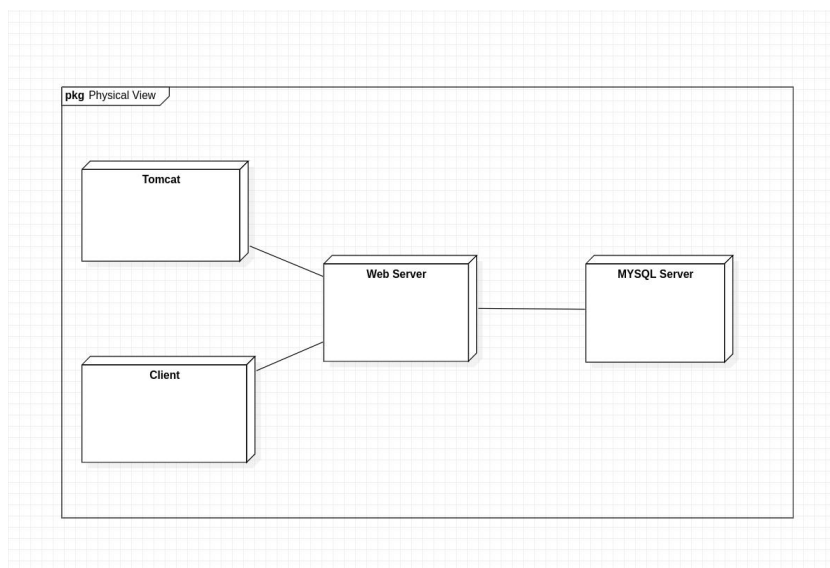 pkg Physical View
Tomcat
Web Server
MYSQL Server
Client